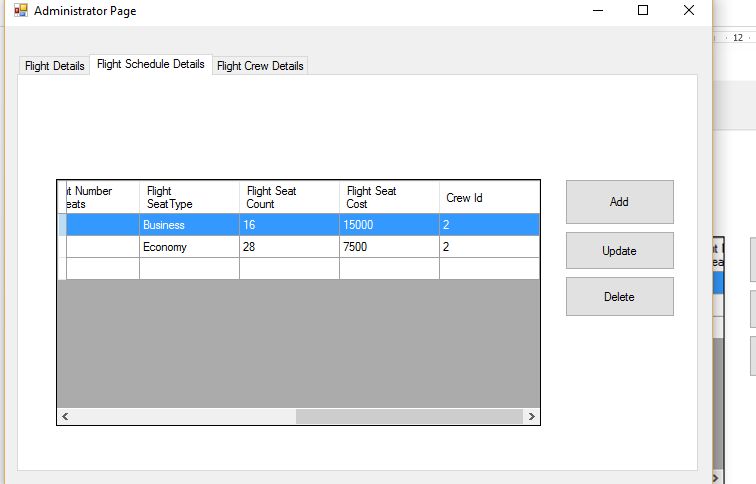 Administrator Page
12
Flight Details
Flight Schedule Details
Flight Crew Details
Number
Flight
SeatType
Flight Seat
Count
Flight Seat
Cost
Crew Id
Business
16
15000
2
Economy
28
7500
2
Add
Update
Delete